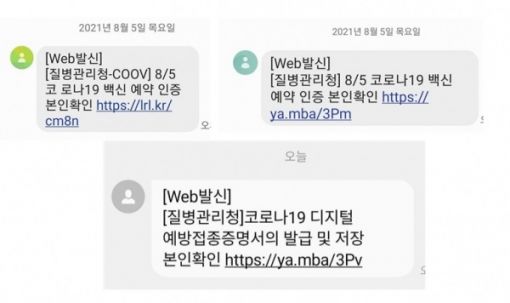 2021년 8월 5일 목요일
[Web발신]
[질병관리청-COOV] 8/5
코 로나19 백신 예약 인증
본인확인 https://lrl.kr/
cm8n
오
2021년 8월 5일 목요일
[Web발신]
[질병관리청] 8/5 코로나19 백신
예약 인증 본인확인 https://
ya.mba/3Pm
오늘
[Web발신]
[질병관리청]코로나19 디지털
예방접종증명서의 발급 및 저장
본인확인 https://ya.mba/3Pv